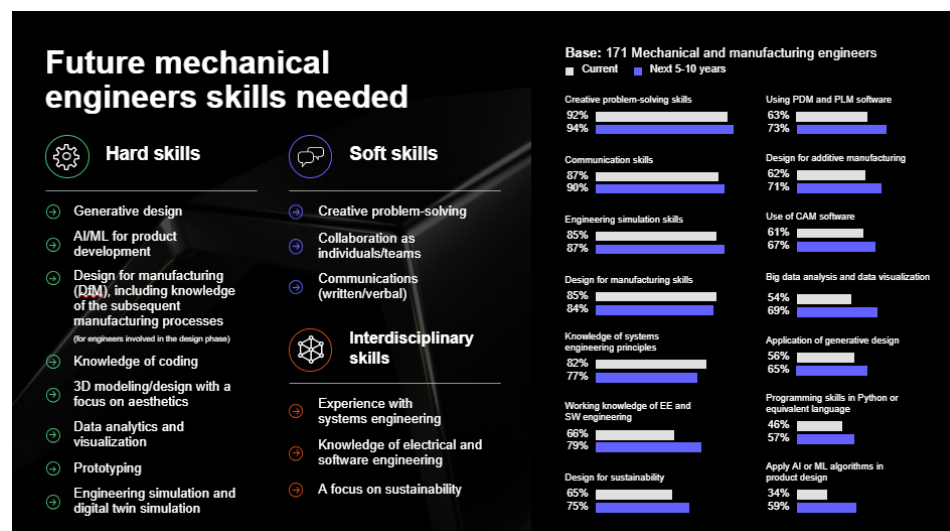 Future mechanical
engineers skills needed
Hard skills
Generative design
AI/ML for product
development
Design for manufacturing
(DfM), including knowledge
of the subsequent
manufacturing processes
(for engineers involved in the design phase)
Knowledge of coding
3D modeling/design with a
focus on aesthetics
Data analytics and
visualization
Prototyping
Engineering simulation and
digital twin simulation
Soft skills
Creative problem-solving
Collaboration as
individuals/teams
Communications
(written/verbal)
Interdisciplinary
skills
Experience with
systems engineering
Knowledge of electrical and
software engineering
A focus on sustainability
Base: 171 Mechanical and manufacturing engineers
Current Next 5-10 years
Creative problem-solving skills
92%
94%
Communication skills
87%
90%
Engineering simulation skills
85%
87%
Design for manufacturing skills
85%
84%
Knowledge of systems
engineering principles
82%
77%
Working knowledge of EE and
SW engineering
66%
79%
Design for sustainability
65%
75%
Using PDM and PLM software
63%
73%
Design for additive manufacturing
62%
71%
Use of CAM software
61%
67%
Big data analysis and data visualization
54%
69%
Application of generative design
56%
65%
Programming skills in Python or
equivalent language
46%
57%
Apply AI or ML algorithms in
product design
34%
59%